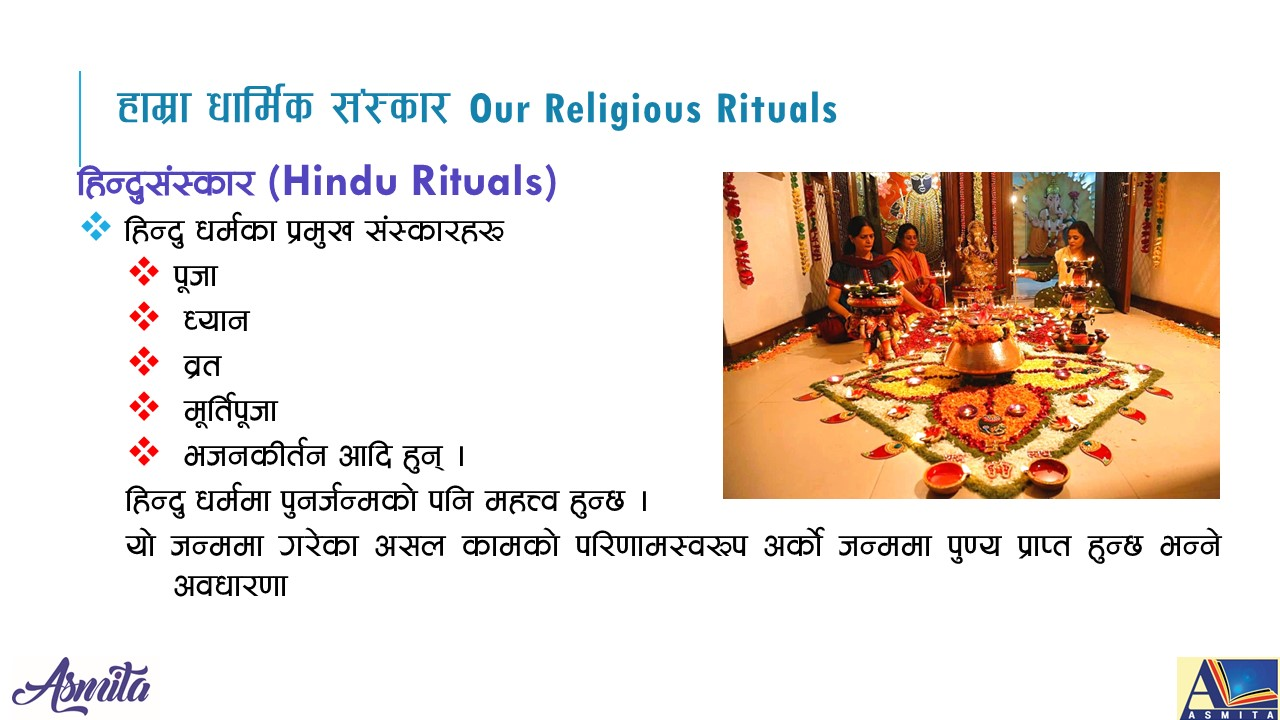 हाम्रा धार्मिक संस्कार Our Religious Rituals
हिन्दुसंस्कार (Hindu Rituals)
हिन्दु धर्मका प्रमुख संस्कारहरु
पूजा
ध्यान
व्रत
मूर्तिपूजा
भजनकीर्तन आदि हुन् ।
हिन्दु धर्ममा पुनर्जन्मको पनि महत्त्व हुन्छ ।
यो जन्ममा गरेका असल कामको परिणामस्वरुप अर्को जन्ममा पुण्य प्राप्त हुन्छ भन्ने
अवधारणा
Asmita
ASMITA